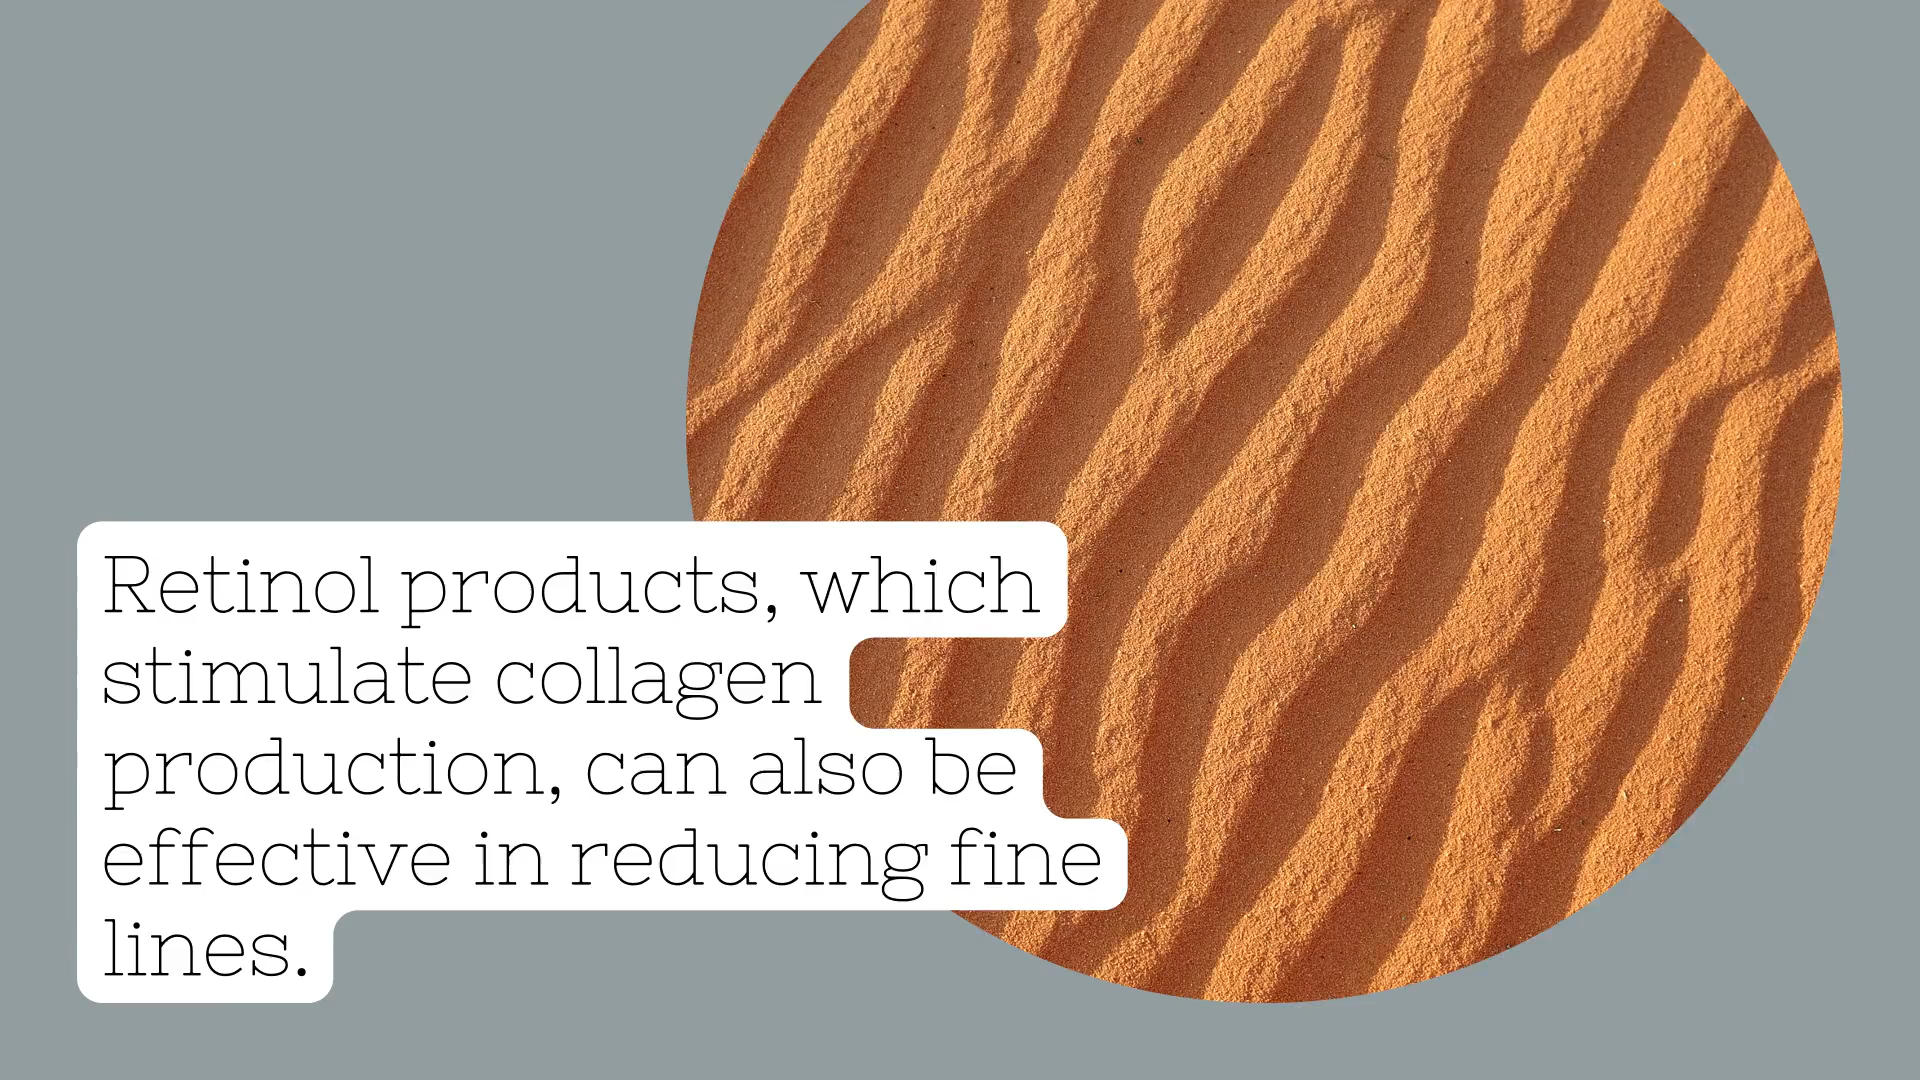 Retinol products, which
stimulate collagen
production, can also be
effective in reducing fine
lines.